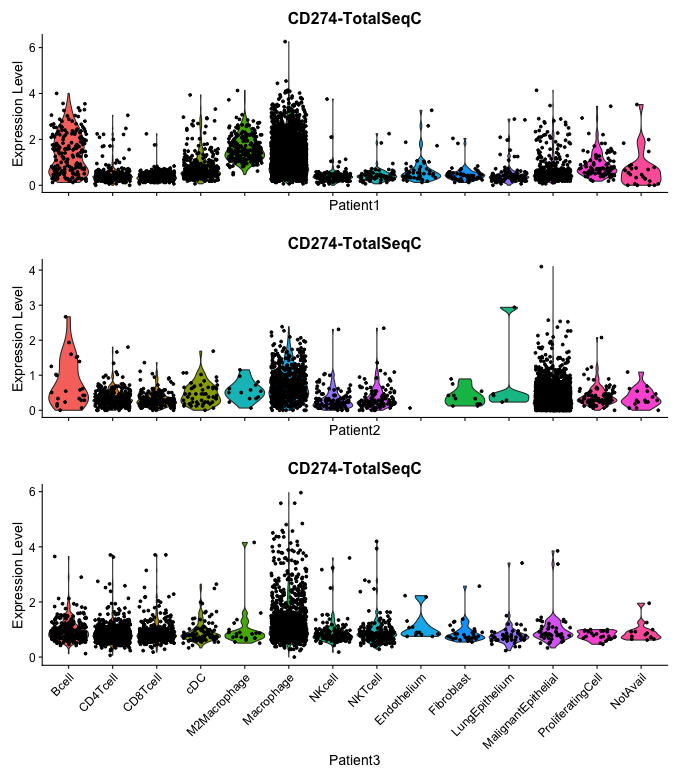 CD274-TotalSeqC
Expression Level
6
4
2
0
Patient1
CD274-TotalSeqC
Expression Level
4
3
2
1
0
Patient2
CD274-TotalSeqC
Expression Level
6
4
2
0
Bcell
CD4Tcell
CD8Tcell
cDC
M2Macrophage
Macrophage
NKcell
NKTcell
Endothelium
Fibroblast
LungEpithelium
MalignantEpithelial
ProliferatingCell
NotAvail
Patient3